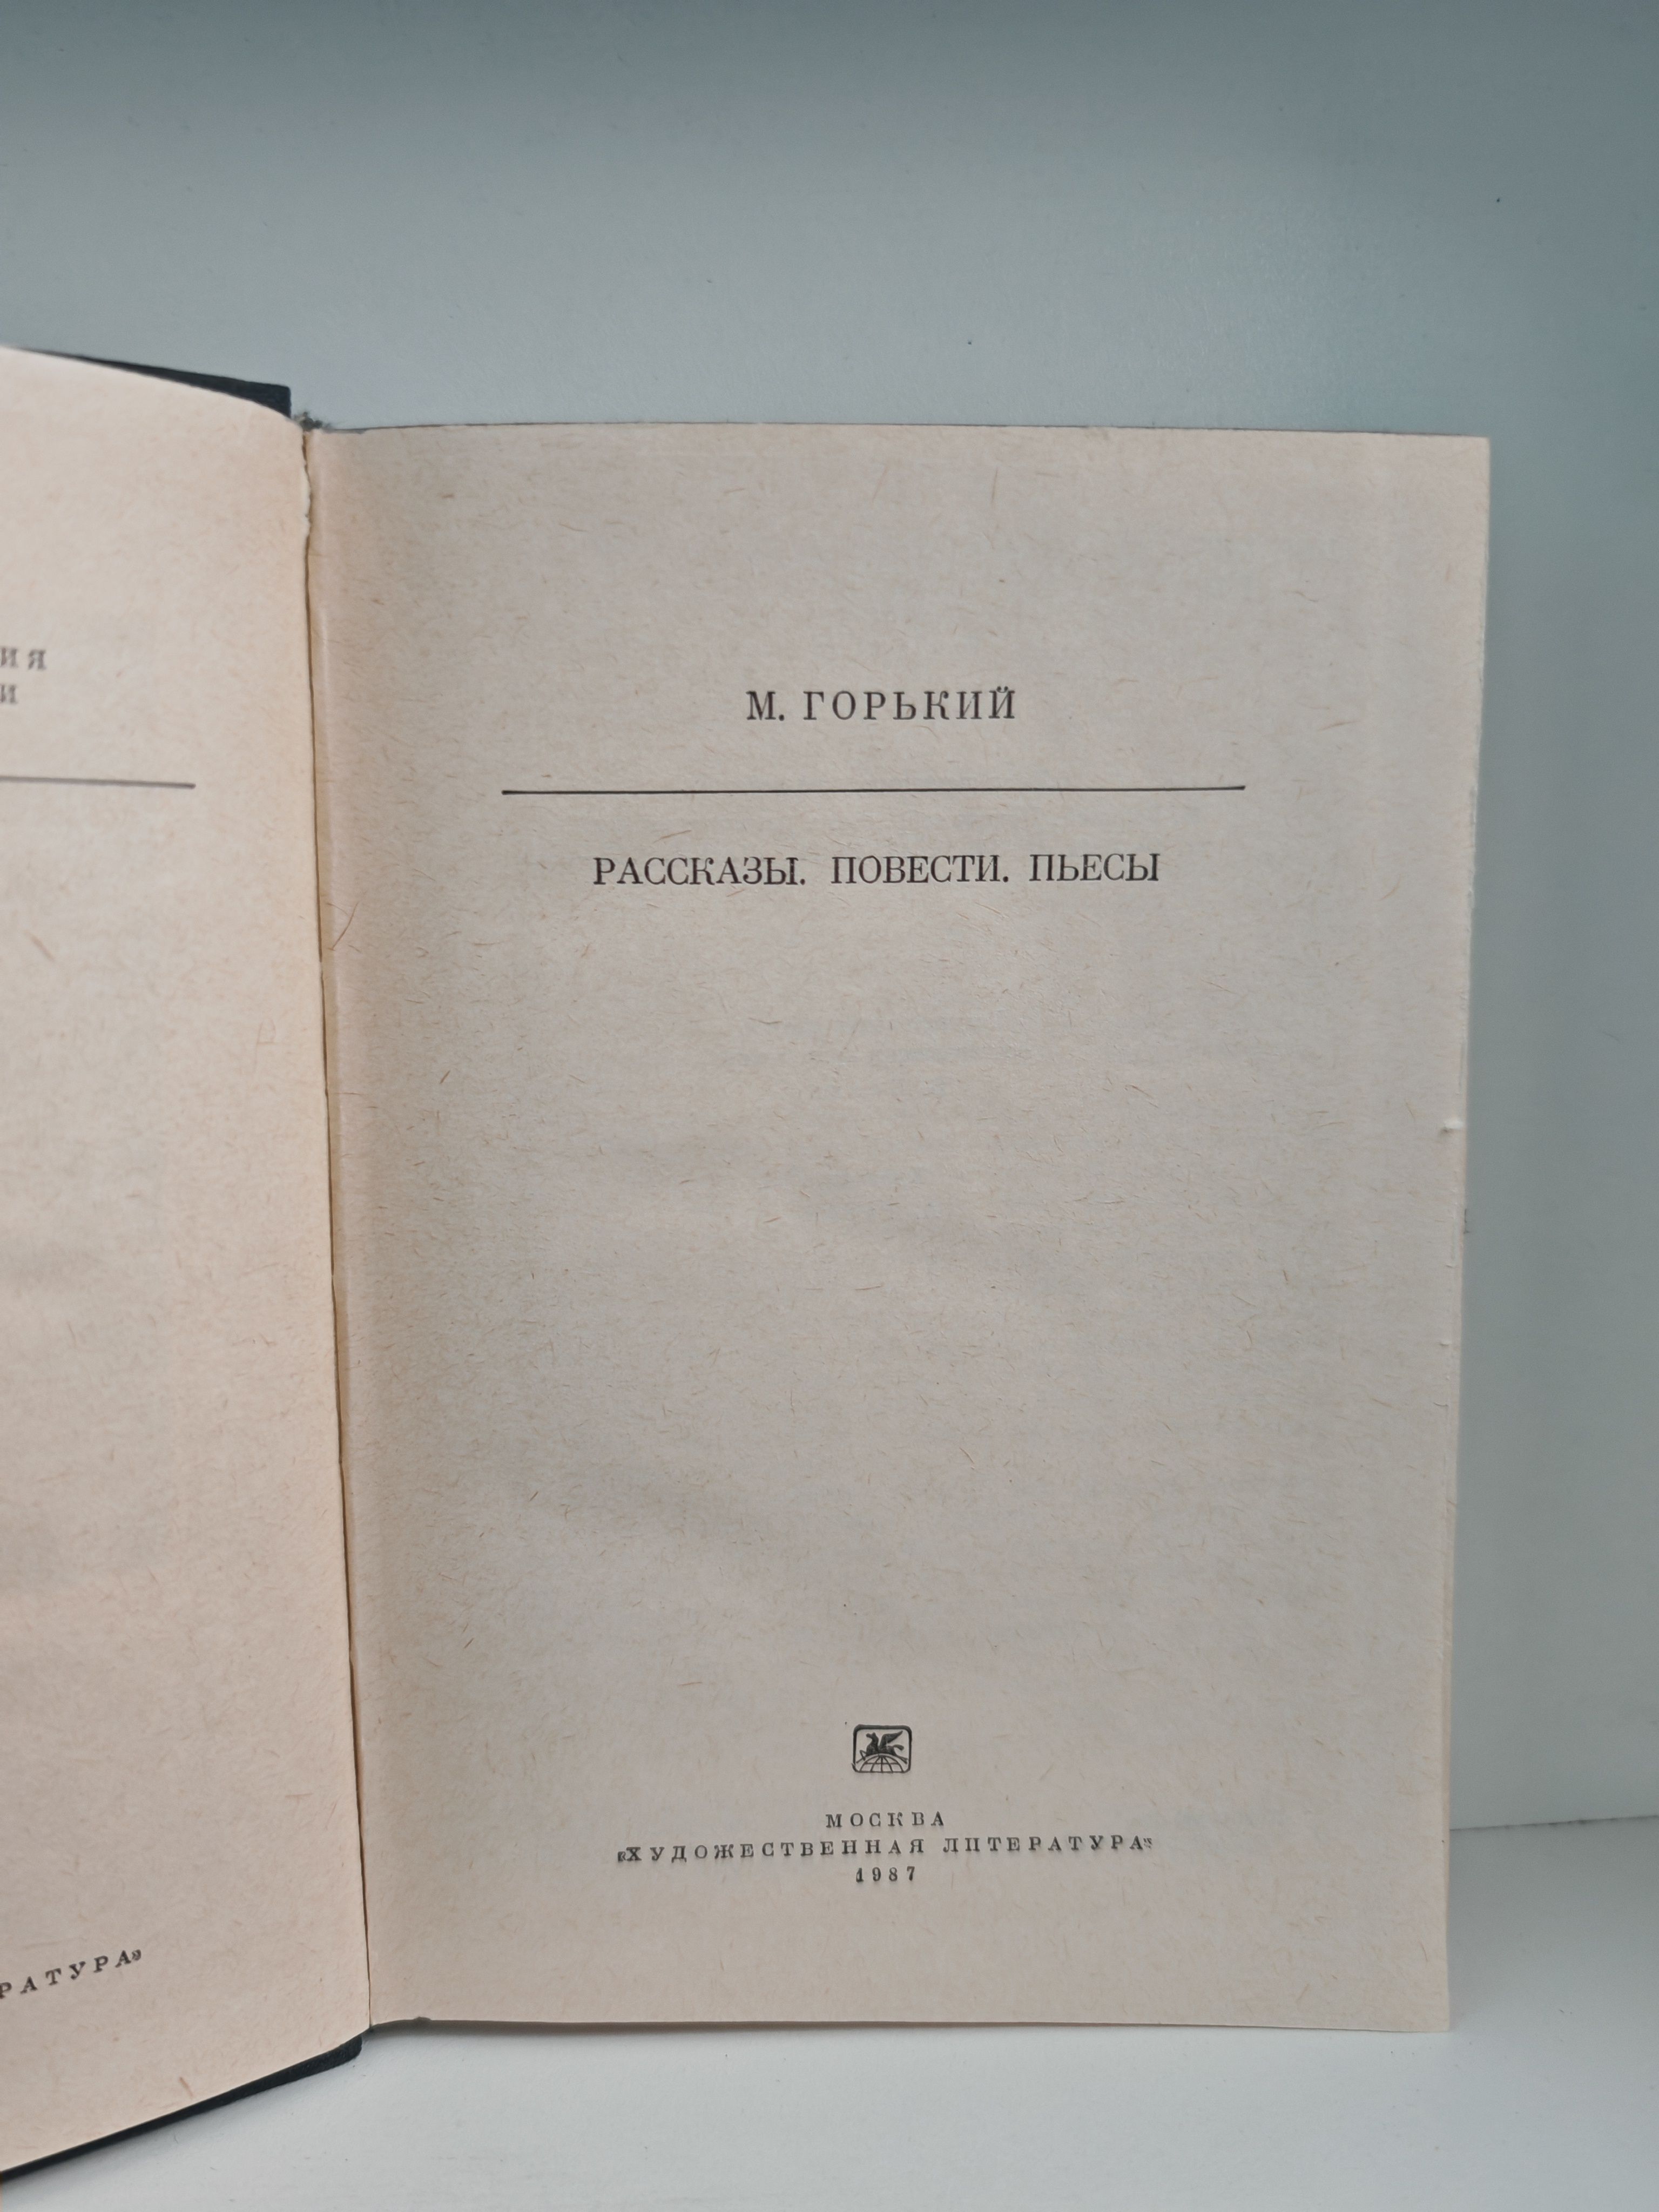 М. ГОРЬКИЙ
РАССКАЗЫ. ПОВЕСТИ. ПЬЕСЫ
МОСКВА
«ХУДОЖЕСТВЕННАЯ ЛИТЕРАТУРА»
1987